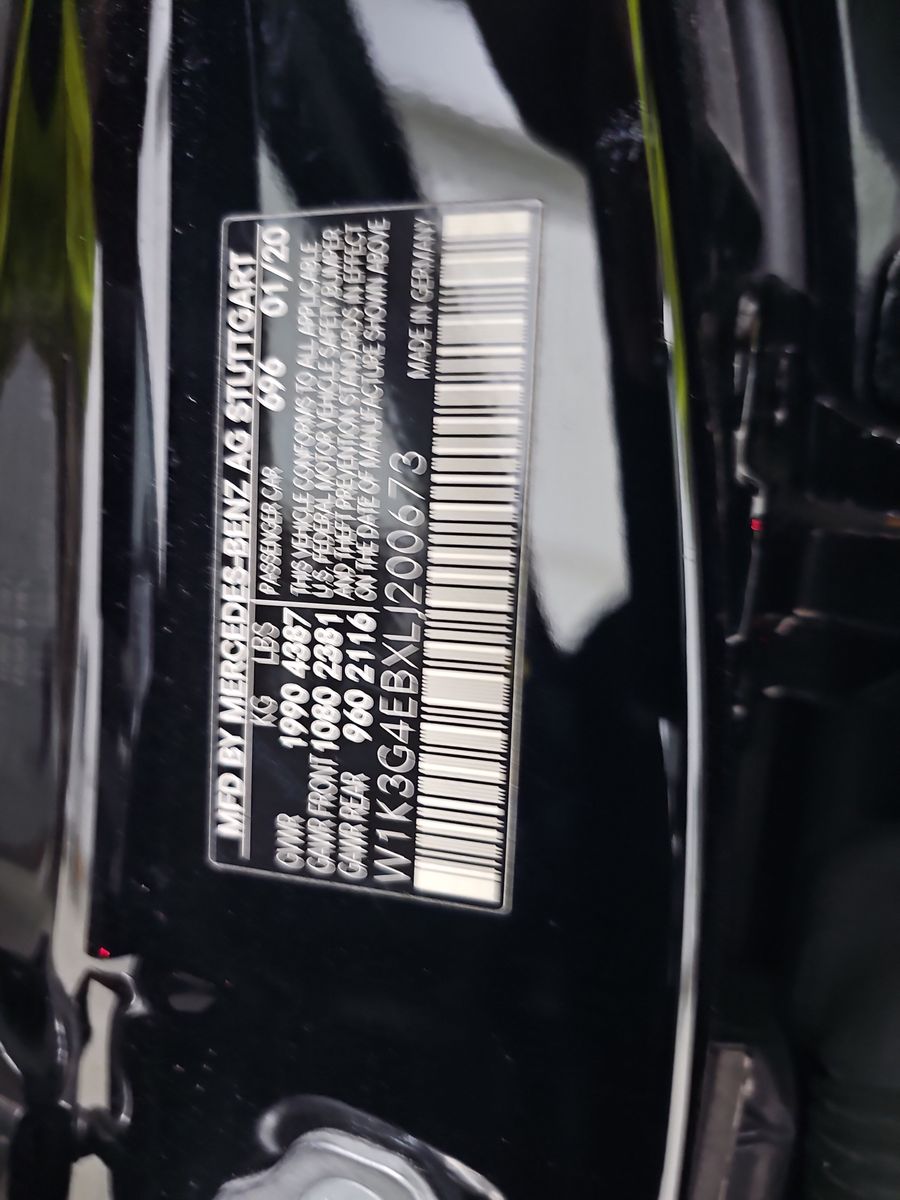 MFD BY MERCEDES-BENZ AG STUTTGART
KG LBS PASSENGER CAR 696 01/20
GVWR 1990 4387 THIS VEHICLE CONFORMS TO ALL APPLICABLE
GAWR FRONT 1080 2381 U.S. FEDERAL MOTOR VEHICLE SAFETY BUMPER
GAWR REAR 960 2116 AND THEFT PREVENTION STANDARDS IN EFFECT
ON THE DATE OF MANUFACTURE SHOWN ABOVE
W1K3G4EBXLJ200673 MADE IN GERMANY